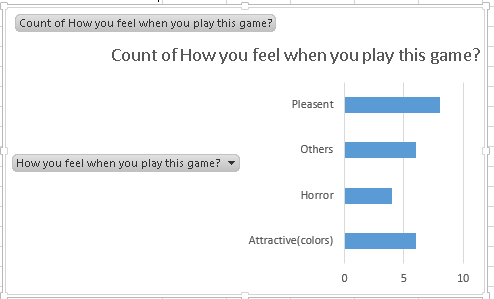 Count of How you feel when you play this game?
Count of How you feel when you play this game?
Pleasent
Others
How you feel when you play this game?
Horror
Attractive(colors)
0 5 10